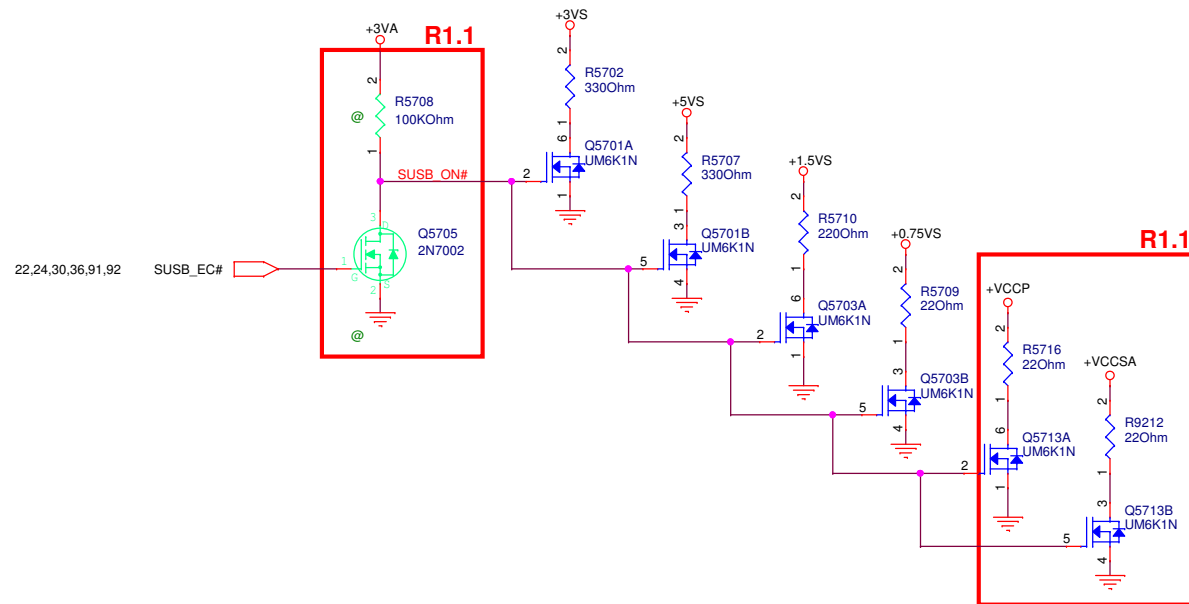 +3VA
R1.1
2
R5708
100KOhm
@
1
SUSB_ON#
3
D
Q5705
2N7002
22,24,30,36,91,92
SUSB_EC#
1
G
S
2
@
+3VS
2
R5702
330Ohm
1
6
Q5701A
UM6K1N
2
1
+5VS
2
R5707
330Ohm
1
3
Q5701B
UM6K1N
5
4
+1.5VS
2
R5710
220Ohm
1
6
Q5703A
UM6K1N
2
1
+0.75VS
2
R5709
22Ohm
1
3
Q5703B
UM6K1N
5
4
R1.1
+VCCP
2
R5716
22Ohm
1
6
Q5713A
UM6K1N
2
1
+VCCSA
2
R9212
22Ohm
1
3
Q5713B
UM6K1N
5
4